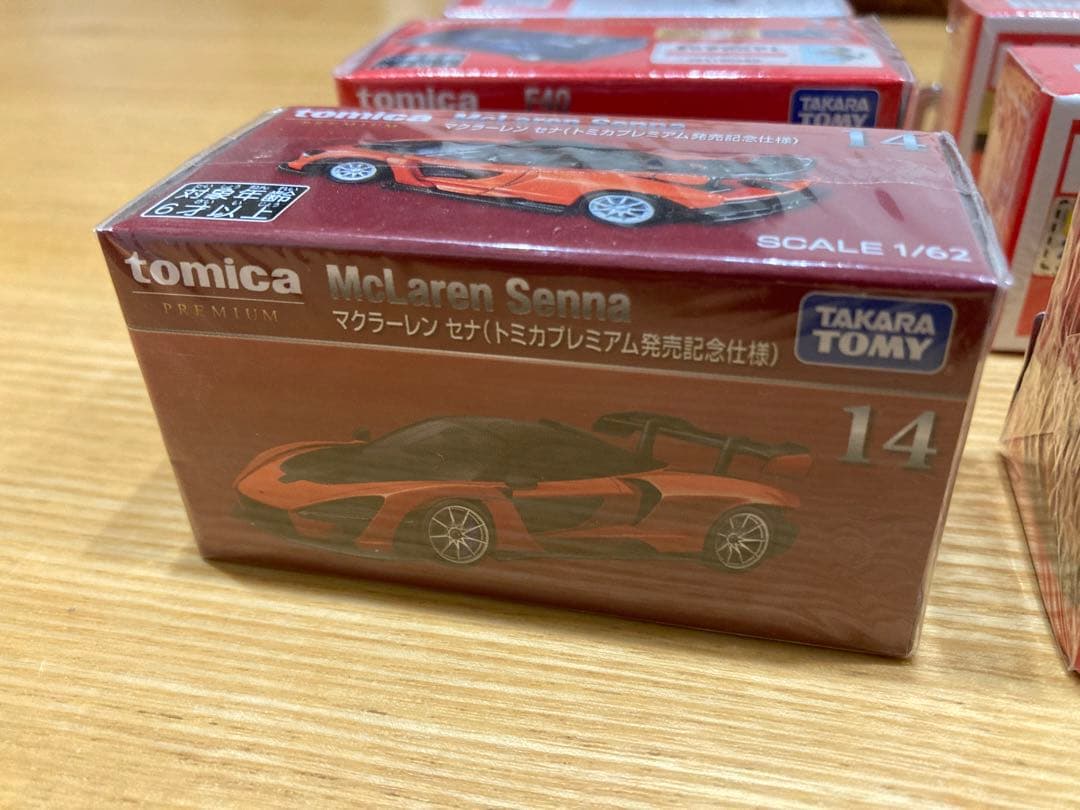 tomica F40
TAKARA
TOMY
tomica McLaren Senna
PREMIUM
マクラーレン セナ(トミカプレミアム発売記念仕様)
14
対象年齢
6才以上
SCALE 1/62
tomica McLaren Senna
PREMIUM
マクラーレン セナ(トミカプレミアム発売記念仕様)
TAKARA
TOMY
14